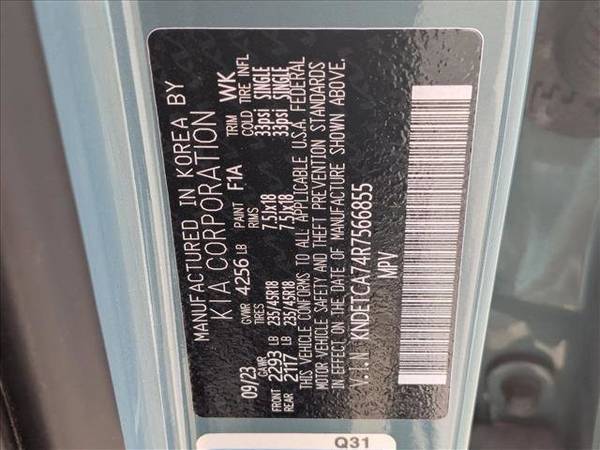 MANUFACTURED IN KOREA BY
KIA CORPORATION
09/23 GVWR 4256 LB PAINT F1A TRIM WK
GAWR RIMS COLD TIRE INFL
FRONT 2293 LB 235/45R18 7.5Jx18 33psi SINGLE
REAR 2117 LB 235/45R18 7.5Jx18 33psi SINGLE
THIS VEHICLE CONFORMS TO ALL APPLICABLE U.S.A. FEDERAL
MOTOR VEHICLE SAFETY AND THEFT PREVENTION STANDARDS
IN EFFECT ON THE DATE OF MANUFACTURE SHOWN ABOVE.
V.I.N KNDETCA74R7566855
MPV
Q31